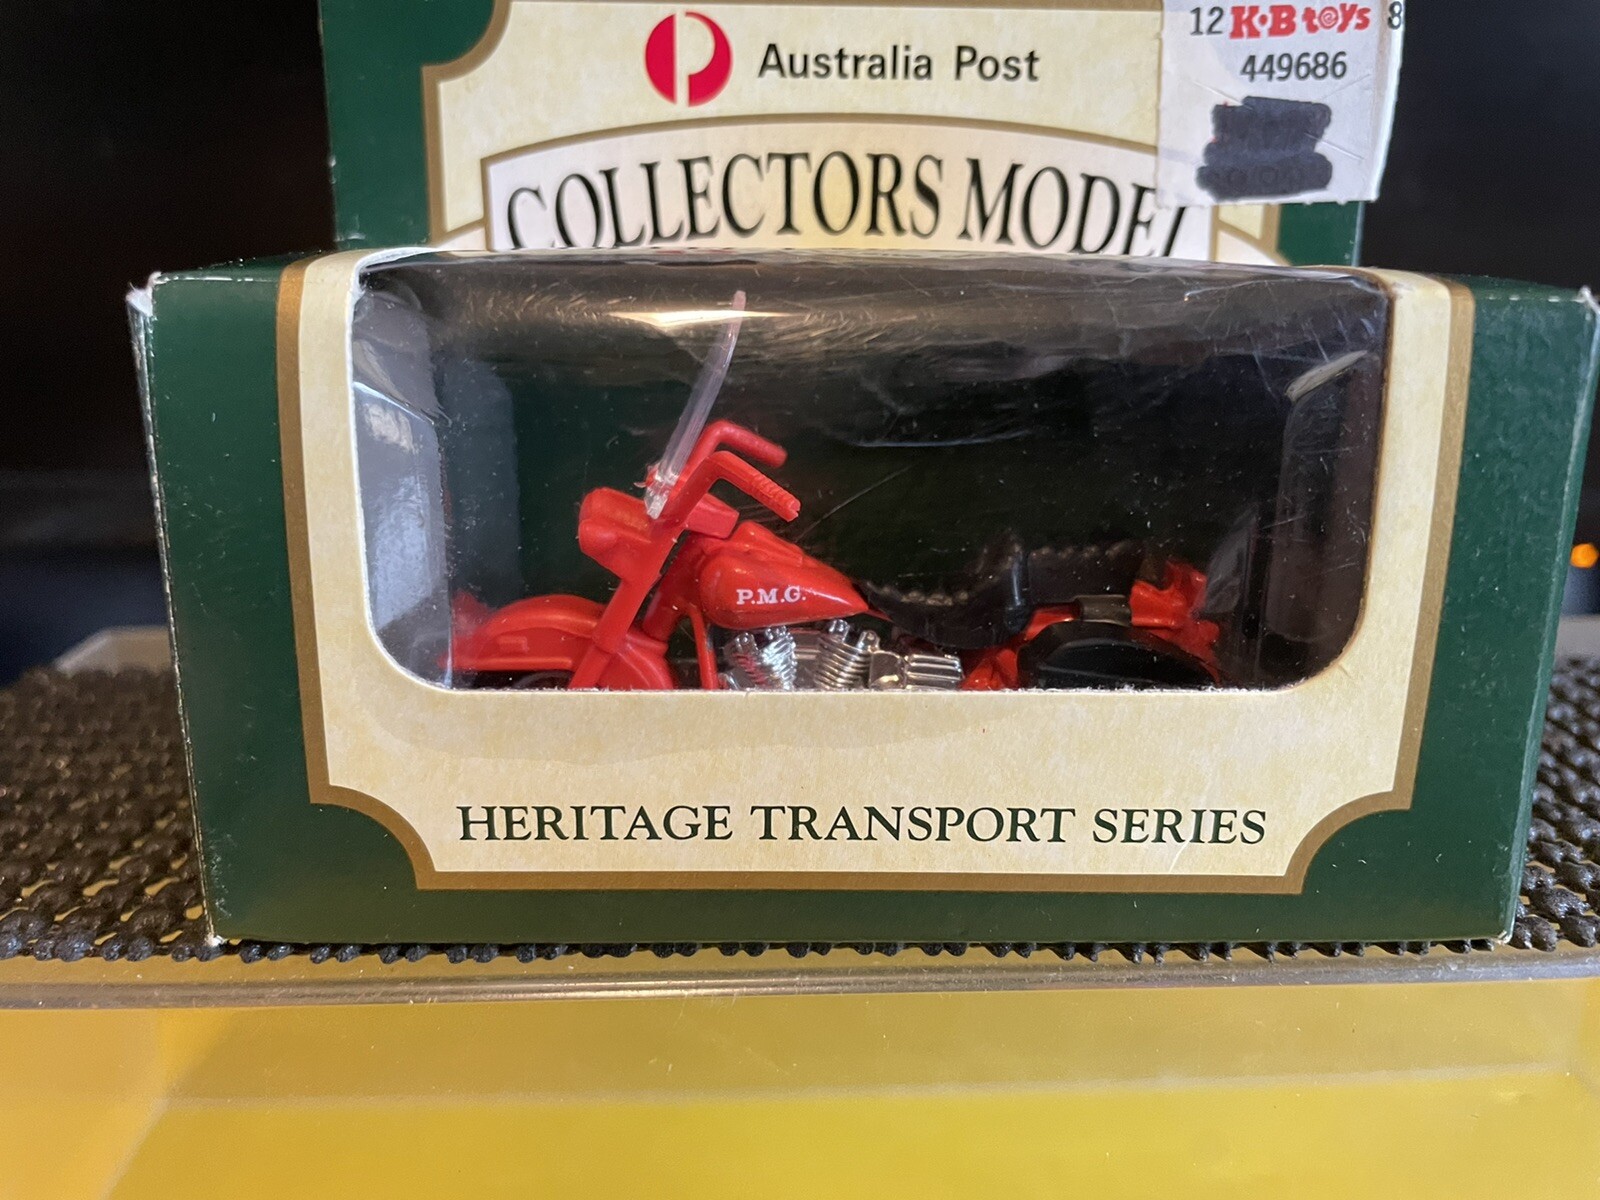 Australia Post
12 K·B toys 8
449686
COLLECTORS MODEL
P.M.G.
HERITAGE TRANSPORT SERIES